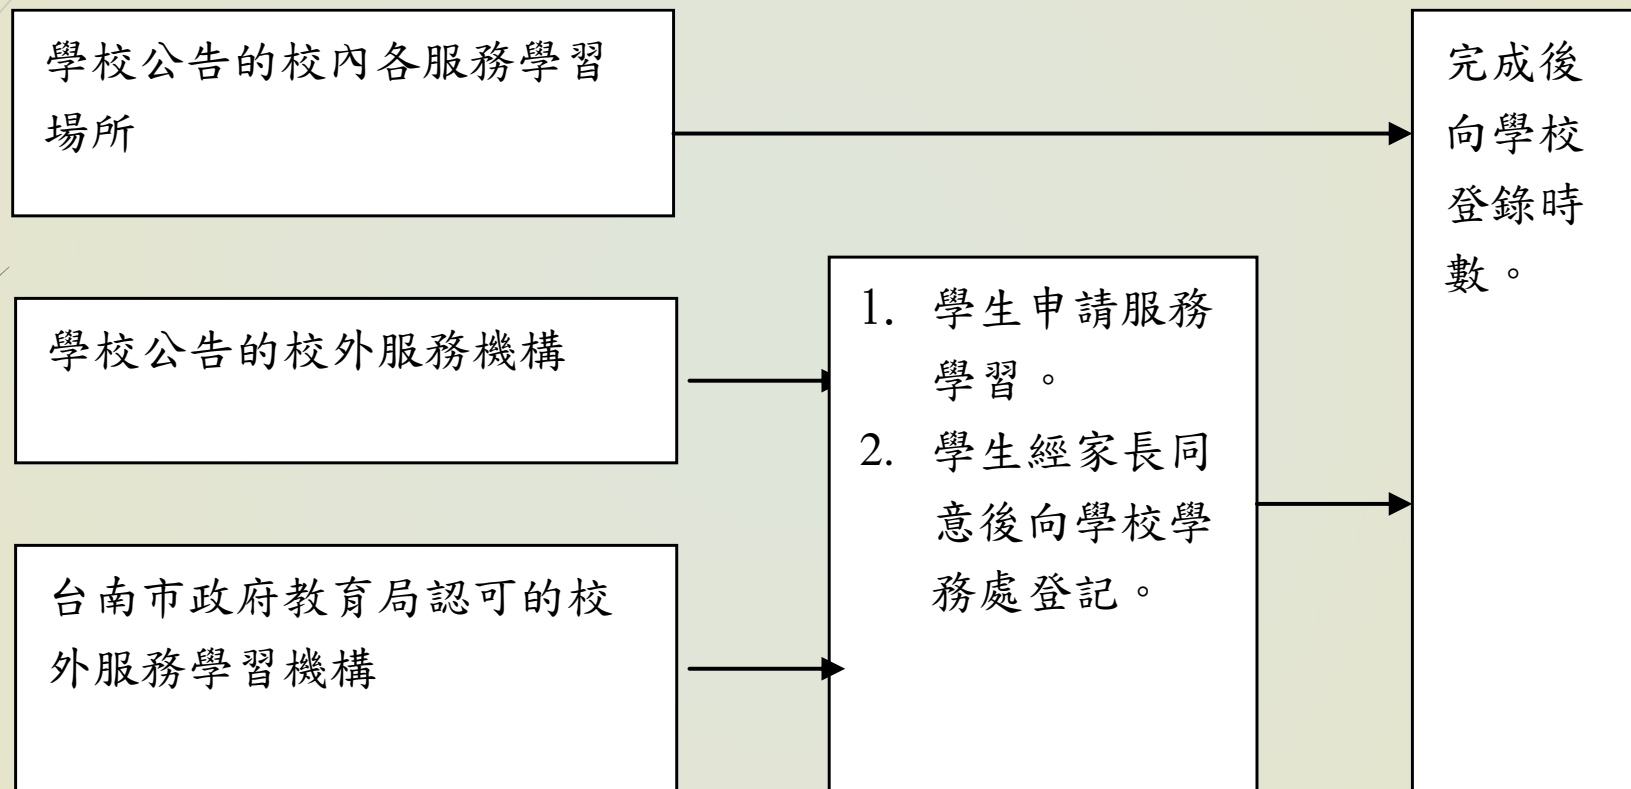 學校公告的校內各服務學習
場所
學校公告的校外服務機構
台南市政府教育局認可的校
外服務學習機構
1. 學生申請服務
學習。
2. 學生經家長同
意後向學校學
務處登記。
完成後
向學校
登錄時
數。